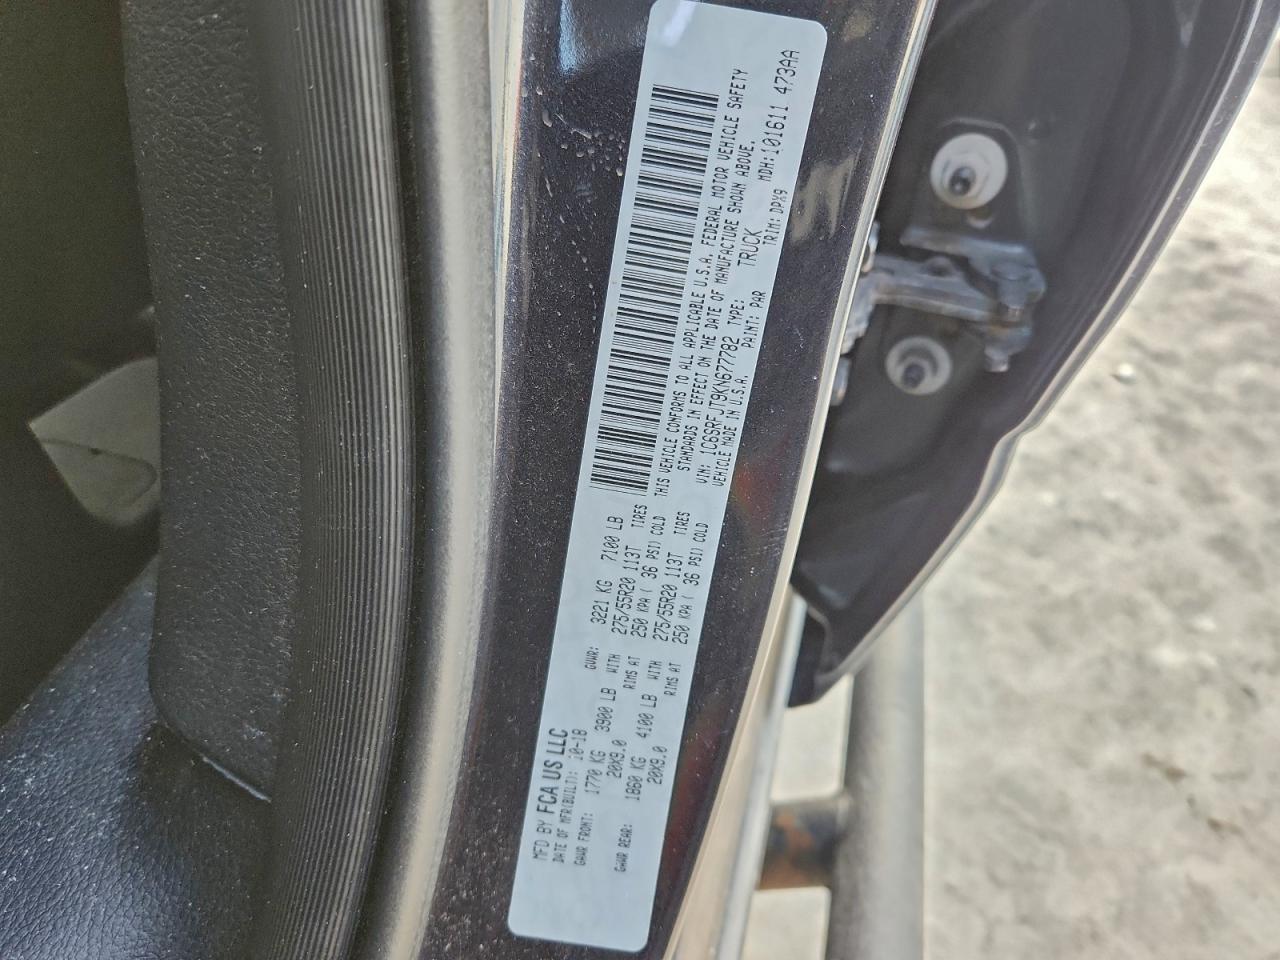 MFD BY FCA US LLC
DATE OF MFR(BUILT): 10-18 GVWR: 3221 KG 7100 LB
GAWR FRONT: 1770 KG 3900 LB WITH 275/55R20 113T TIRES
20X9.0 RIMS AT 250 KPA ( 36 PSI) COLD
GAWR REAR: 1860 KG 4100 LB WITH 275/55R20 113T TIRES
20X9.0 RIMS AT 250 KPA ( 36 PSI) COLD
THIS VEHICLE CONFORMS TO ALL APPLICABLE U.S.A. FEDERAL MOTOR VEHICLE SAFETY
STANDARDS IN EFFECT ON THE DATE OF MANUFACTURE SHOWN ABOVE.
VIN: 1C6SRFJT9KN677782 TYPE: TRUCK MDH:101611 473AA
VEHICLE MADE IN U.S.A. PAINT: PAR TRIM: DPX9